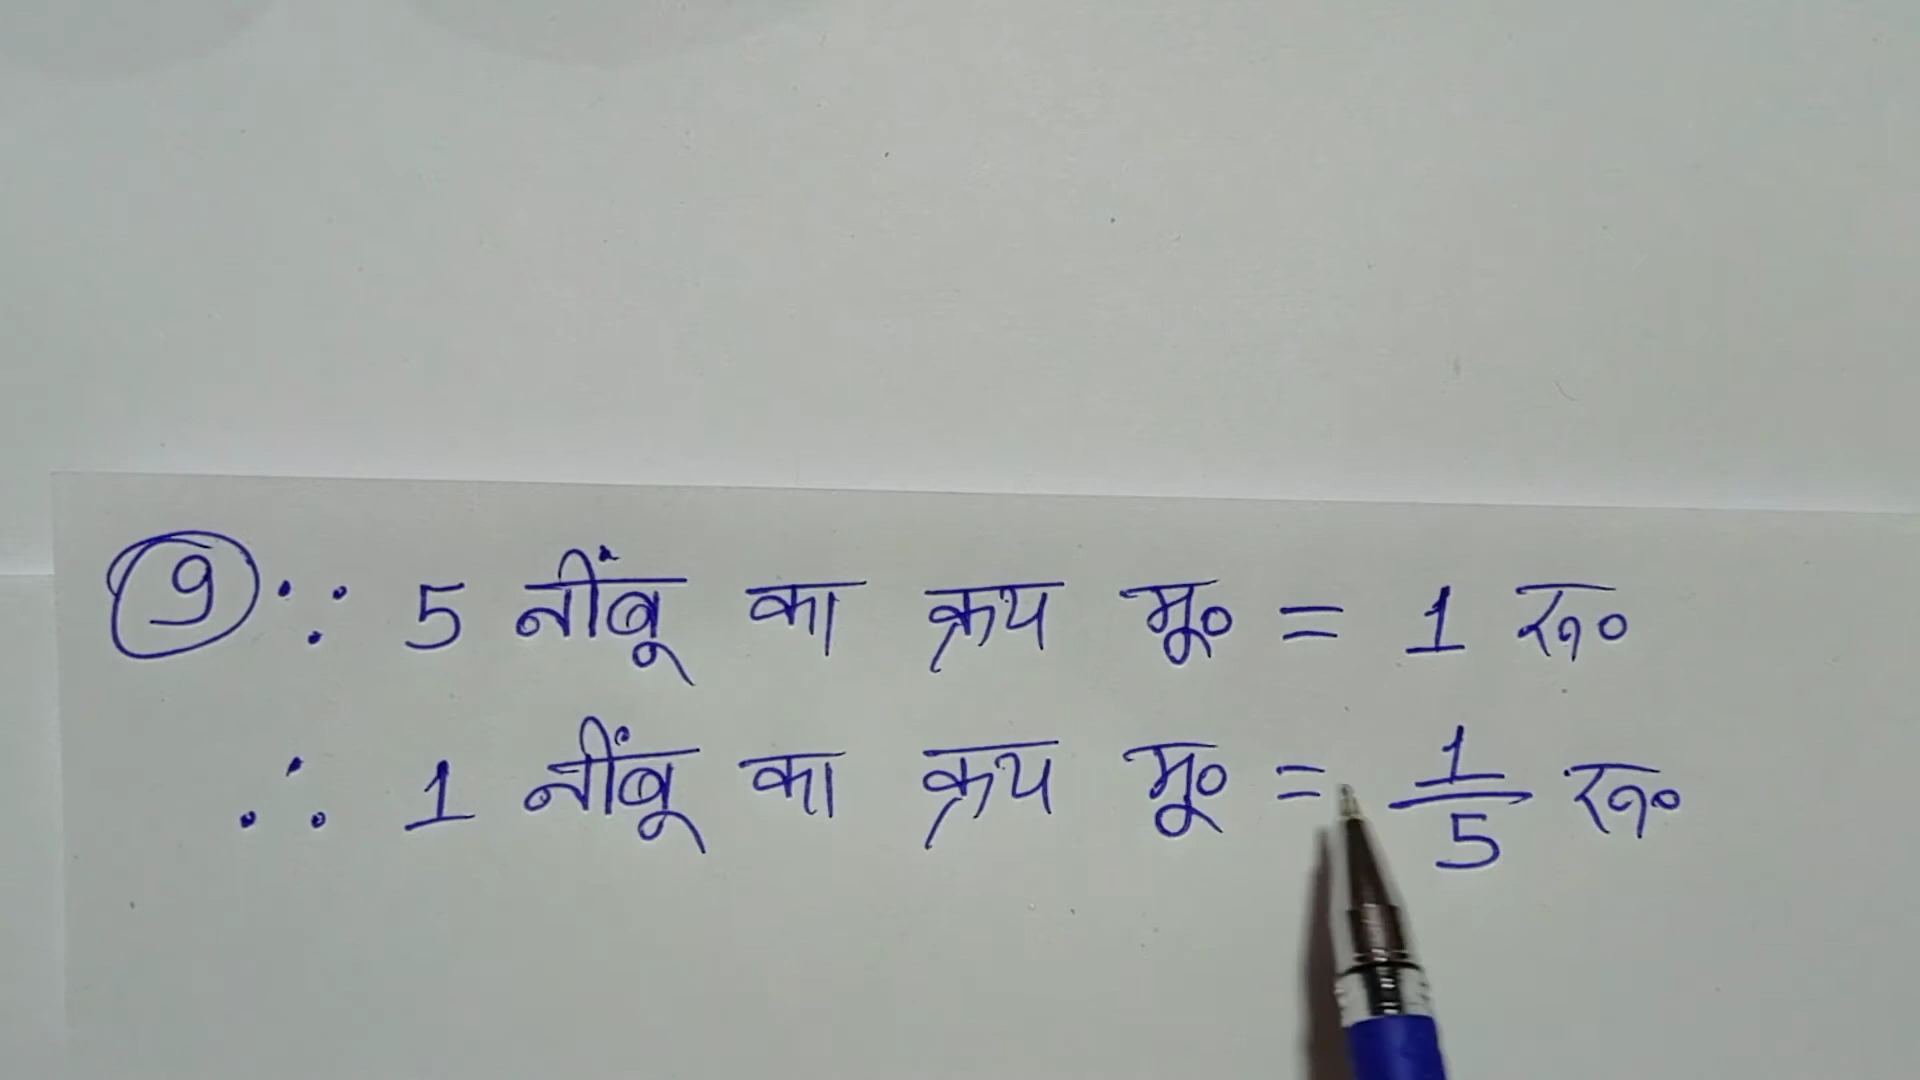 9 ∵ 5 नींबू का क्रय मू० = 1 रु०
∴ 1 नींबू का क्रय मू० = 1/5 रु०